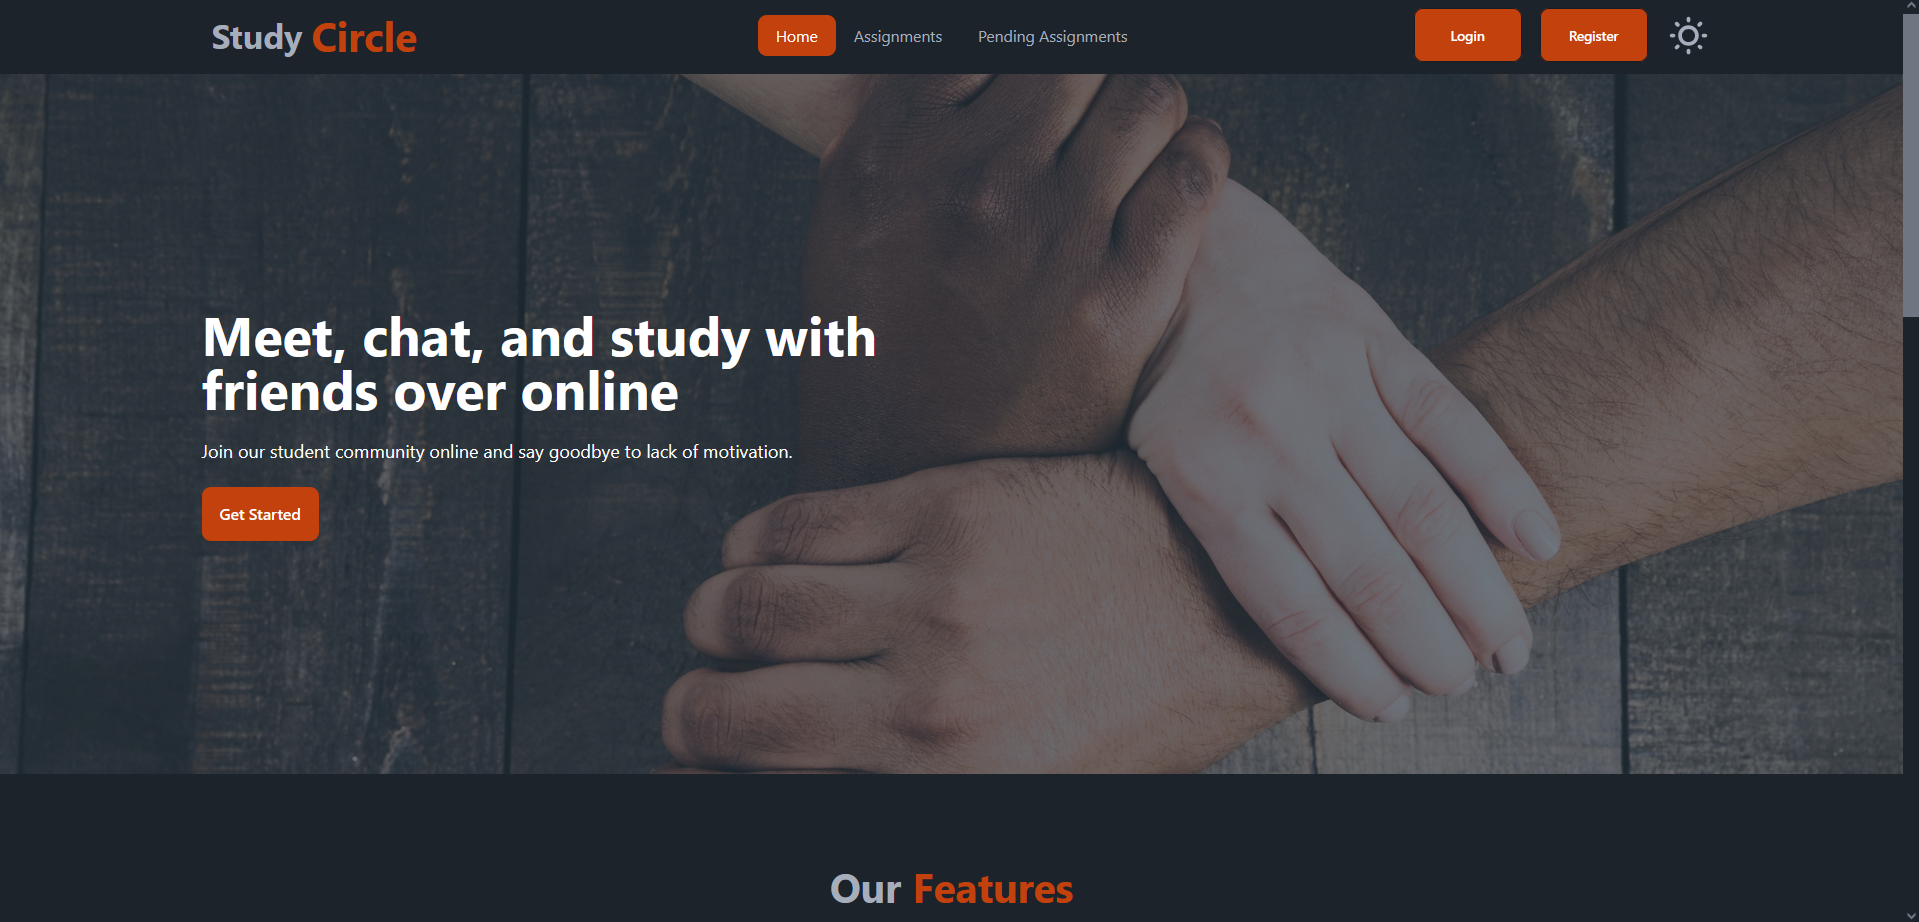 Study Circle
Home
Assignments
Pending Assignments
Login
Register
Meet, chat, and study with
friends over online
Join our student community online and say goodbye to lack of motivation.
Get Started
Our Features